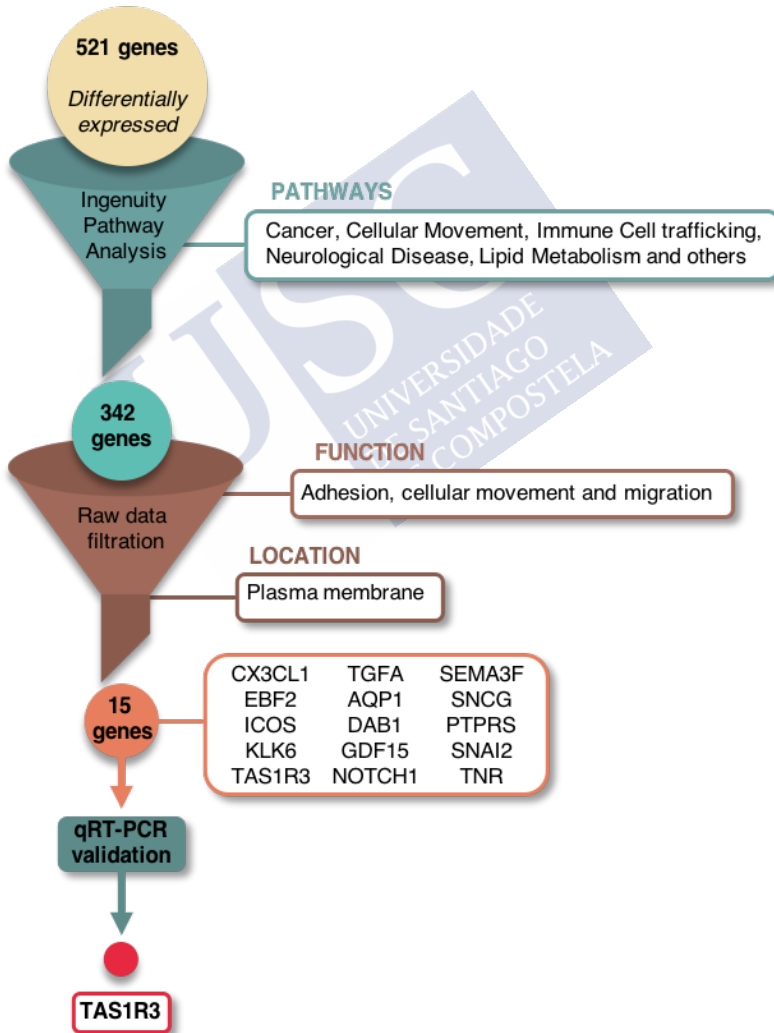 521 genes
Differentially
expressed
Ingenuity
Pathway
Analysis
PATHWAYS
Cancer, Cellular Movement, Immune Cell trafficking,
Neurological Disease, Lipid Metabolism and others
USC
UNIVERSIDADE
DE SANTIAGO
DE COMPOSTELA
342
genes
FUNCTION
Adhesion, cellular movement and migration
Raw data
filtration
LOCATION
Plasma membrane
15
genes
CX3CL1 TGFA SEMA3F
EBF2 AQP1 SNCG
ICOS DAB1 PTPRS
KLK6 GDF15 SNAI2
TAS1R3 NOTCH1 TNR
qRT-PCR
validation
TAS1R3